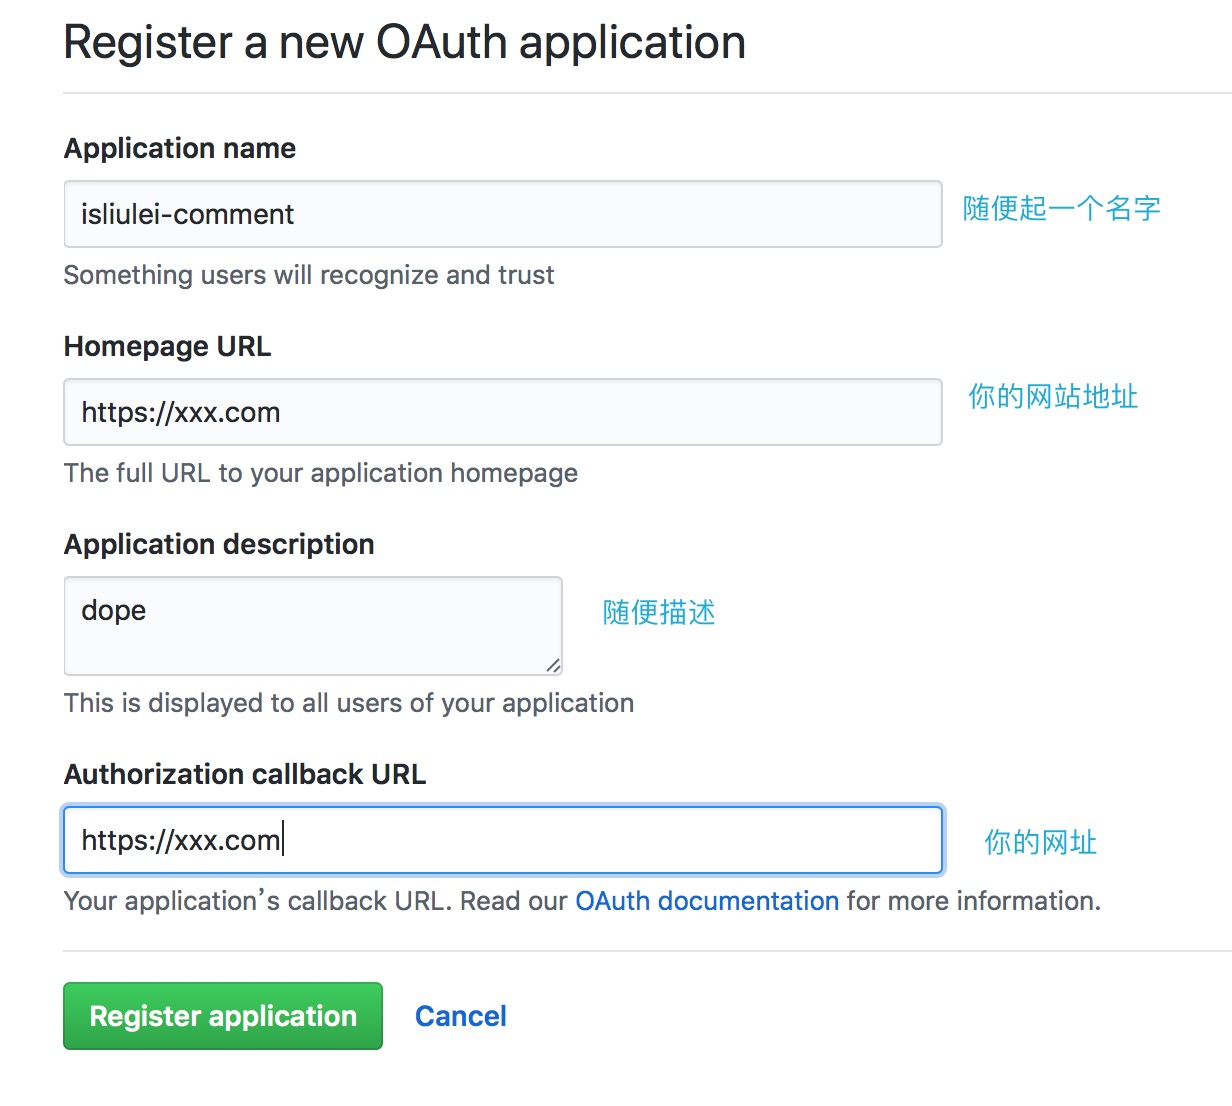 Register a new OAuth application
Application name
isliulei-comment
随便起一个名字
Something users will recognize and trust
Homepage URL
https://xxx.com
你的网站地址
The full URL to your application homepage
Application description
dope
随便描述
This is displayed to all users of your application
Authorization callback URL
https://xxx.com
你的网址
Your application’s callback URL. Read our OAuth documentation for more information.
Register application
Cancel